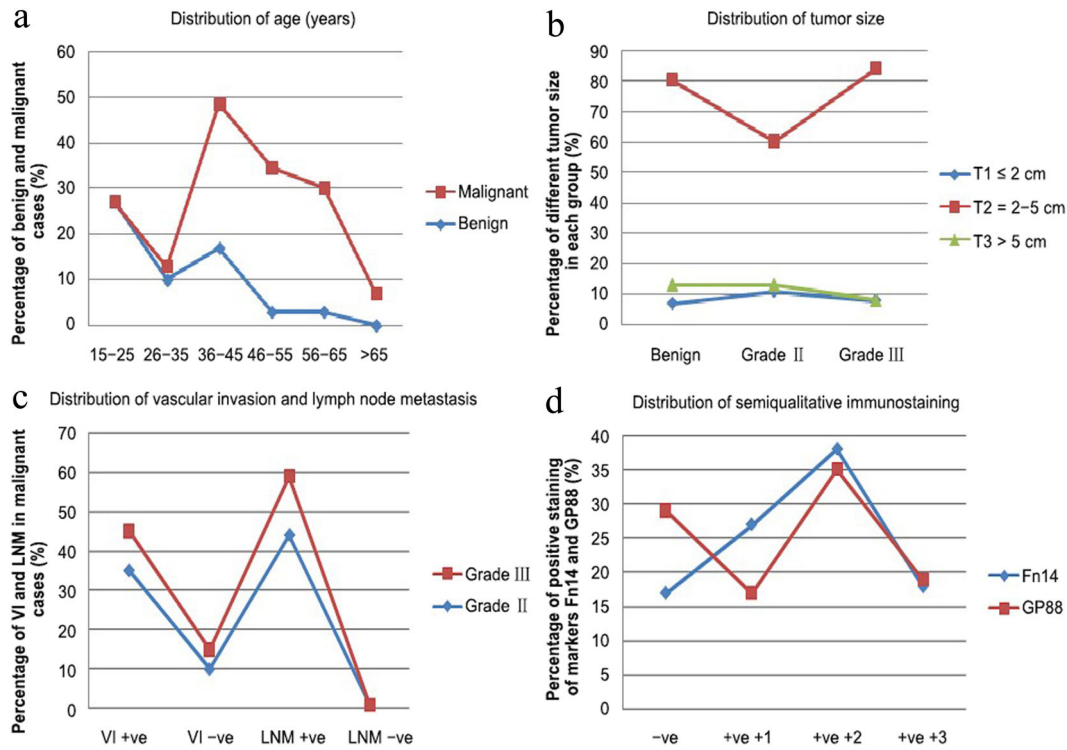 a
Distribution of age (years)
Percentage of benign and malignant
cases (%)
60
50
40
30
20
10
0
15−25
26−35
36−45
46−55
56−65
>65
Malignant
Benign
b
Distribution of tumor size
Percentage of different tumor size
in each group (%)
90
80
70
60
50
40
30
20
10
0
Benign
Grade Ⅱ
Grade Ⅲ
T1 ≤ 2 cm
T2 = 2−5 cm
T3 > 5 cm
c
Distribution of vascular invasion and lymph node metastasis
Percentage of VI and LNM in malignant
cases (%)
70
60
50
40
30
20
10
0
VI +ve
VI −ve
LNM +ve
LNM −ve
Grade Ⅲ
Grade Ⅱ
d
Distribution of semiqualitative immunostaining
Percentage of positive staining
of markers Fn14 and GP88 (%)
40
35
30
25
20
15
10
5
0
−ve
+ve +1
+ve +2
+ve +3
Fn14
GP88